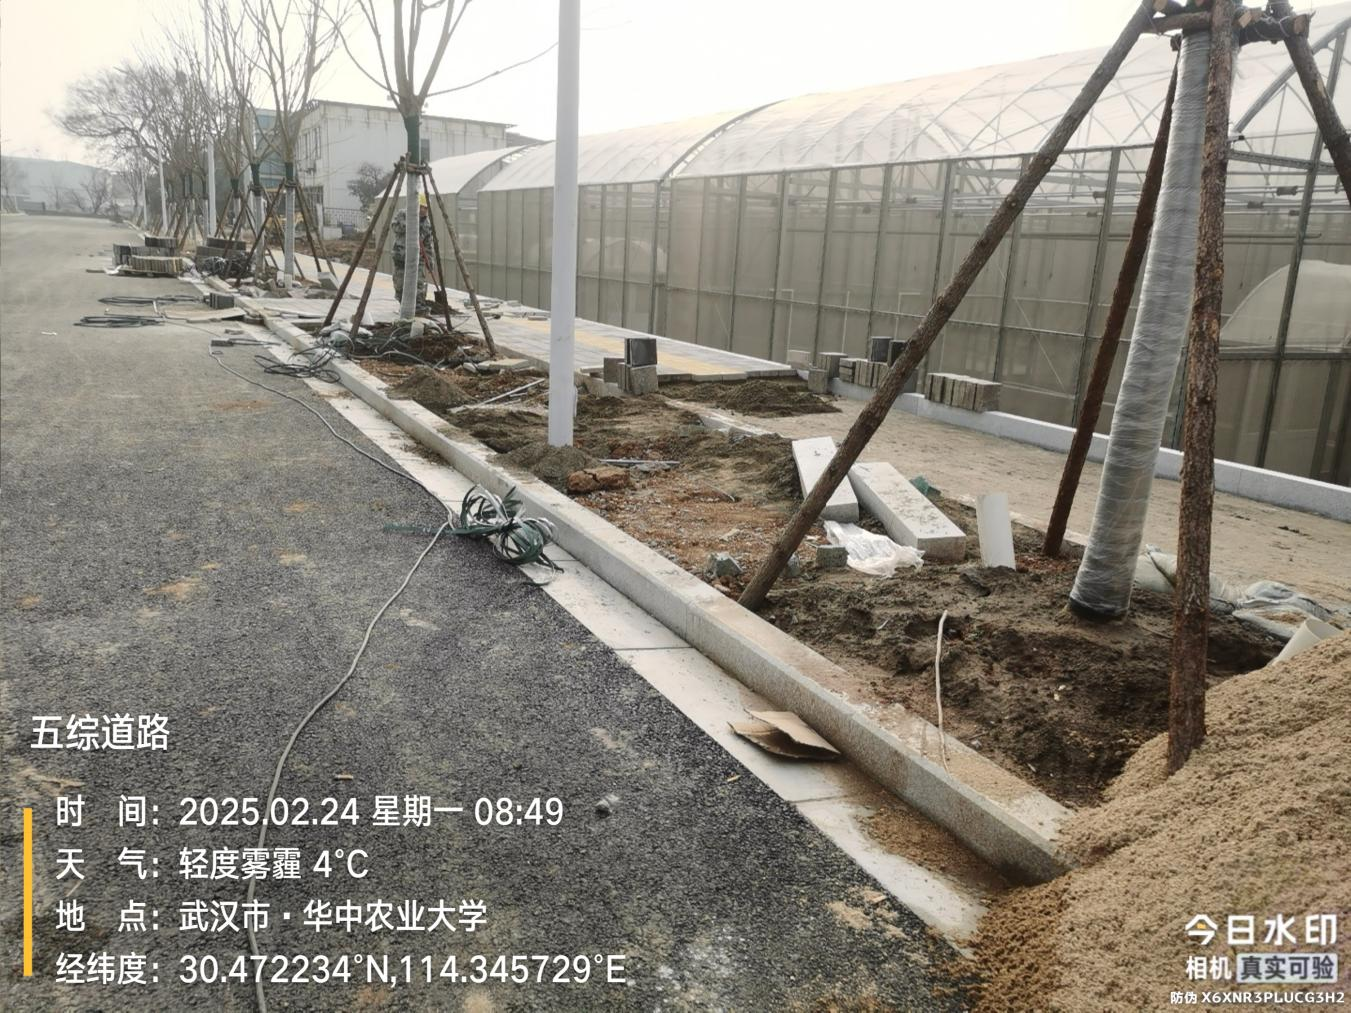 五综道路
时 间：2025.02.24 星期一 08:49
天 气：轻度雾霾 4℃
地 点：武汉市·华中农业大学
经纬度：30.472234°N,114.345729°E
今日水印
相机 真实可验
防伪 X6XNR3PLUCG3H2